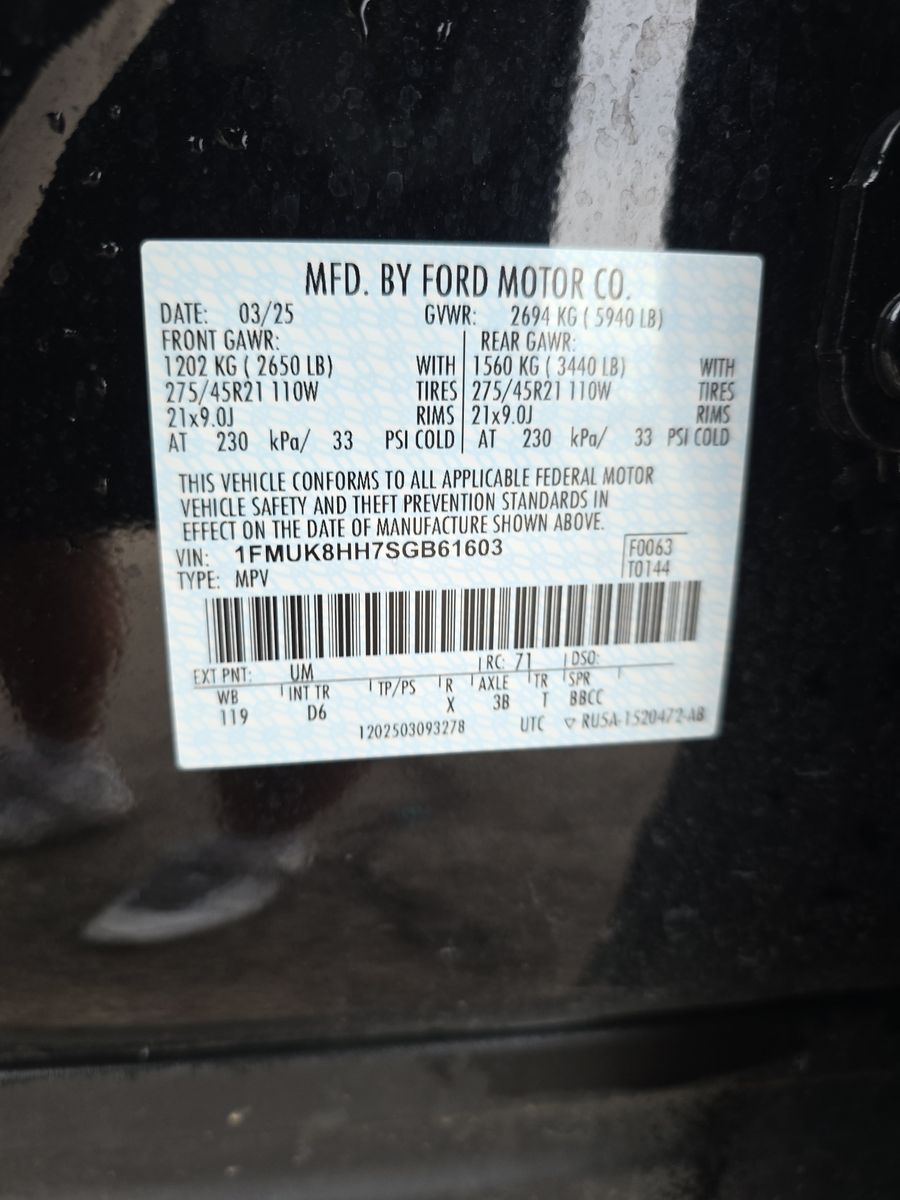 MFD. BY FORD MOTOR CO.
DATE: 03/25 GVWR: 2694 KG ( 5940 LB)
FRONT GAWR: REAR GAWR:
1202 KG ( 2650 LB) WITH 1560 KG ( 3440 LB) WITH
275/45R21 110W TIRES 275/45R21 110W TIRES
21x9.0J RIMS 21x9.0J RIMS
AT 230 kPa/ 33 PSI COLD AT 230 kPa/ 33 PSI COLD
THIS VEHICLE CONFORMS TO ALL APPLICABLE FEDERAL MOTOR
VEHICLE SAFETY AND THEFT PREVENTION STANDARDS IN
EFFECT ON THE DATE OF MANUFACTURE SHOWN ABOVE.
VIN: 1FMUK8HH7SGB61603 F0063
TYPE: MPV T0144
EXT PNT: UM RC: 71 DSO:
WB INT TR TP/PS R AXLE TR SPR
119 D6 X 3B T BBCC
1202503093278 UTC ▽ RU5A-1520472-AB